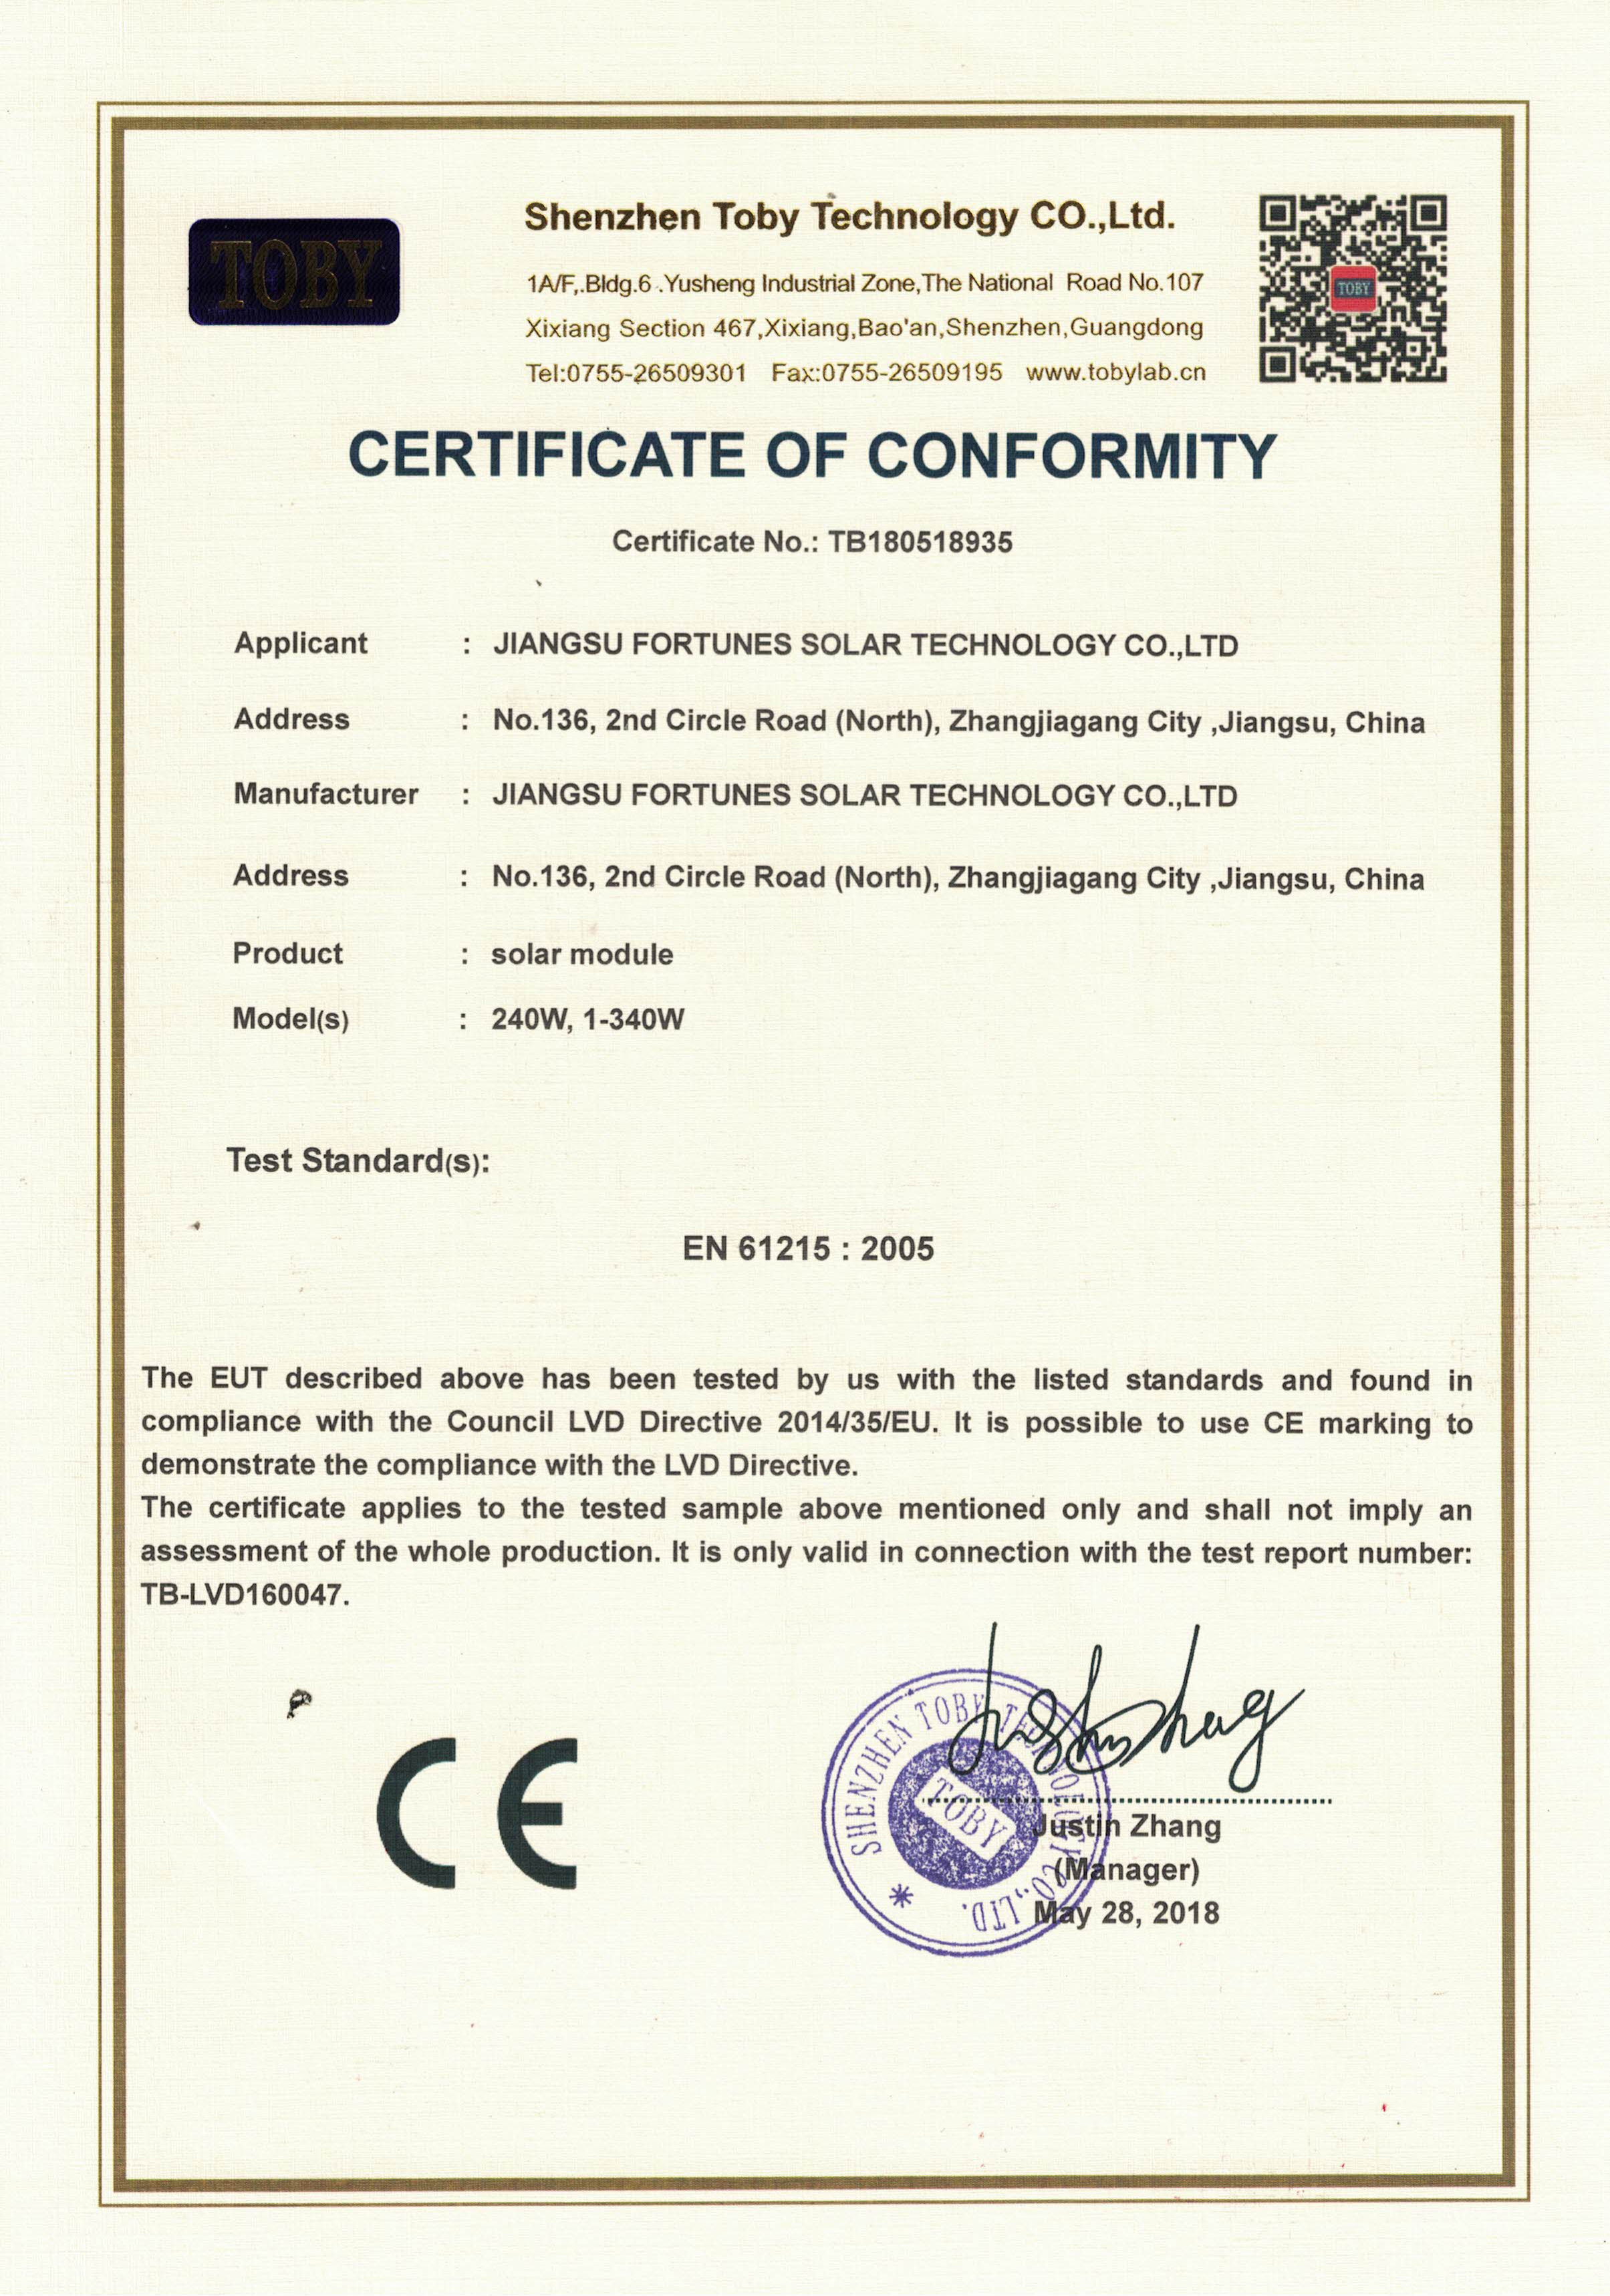 TOBY
Shenzhen Toby Technology CO.,Ltd.
1A/F,.Bldg.6 .Yusheng Industrial Zone,The National Road No.107
Xixiang Section 467,Xixiang,Bao'an,Shenzhen,Guangdong
Tel:0755-26509301 Fax:0755-26509195 www.tobylab.cn
TOBY
CERTIFICATE OF CONFORMITY
Certificate No.: TB180518935
Applicant : JIANGSU FORTUNES SOLAR TECHNOLOGY CO.,LTD
Address : No.136, 2nd Circle Road (North), Zhangjiagang City ,Jiangsu, China
Manufacturer : JIANGSU FORTUNES SOLAR TECHNOLOGY CO.,LTD
Address : No.136, 2nd Circle Road (North), Zhangjiagang City ,Jiangsu, China
Product : solar module
Model(s) : 240W, 1-340W
Test Standard(s):
EN 61215 : 2005
The EUT described above has been tested by us with the listed standards and found in
compliance with the Council LVD Directive 2014/35/EU. It is possible to use CE marking to
demonstrate the compliance with the LVD Directive.
The certificate applies to the tested sample above mentioned only and shall not imply an
assessment of the whole production. It is only valid in connection with the test report number:
TB-LVD160047.
CE
SHENZHEN TOBY TECHNOLOGY CO.,LTD.
TOBY
Justin Zhang
(Manager)
May 28, 2018